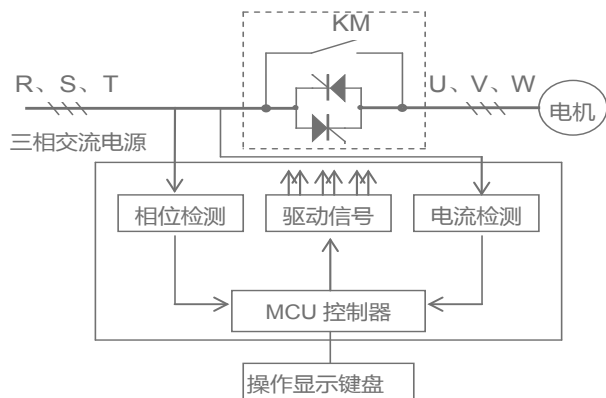 KM
R、S、T
U、V、W
电机
三相交流电源
相位检测
驱动信号
电流检测
MCU 控制器
操作显示键盘